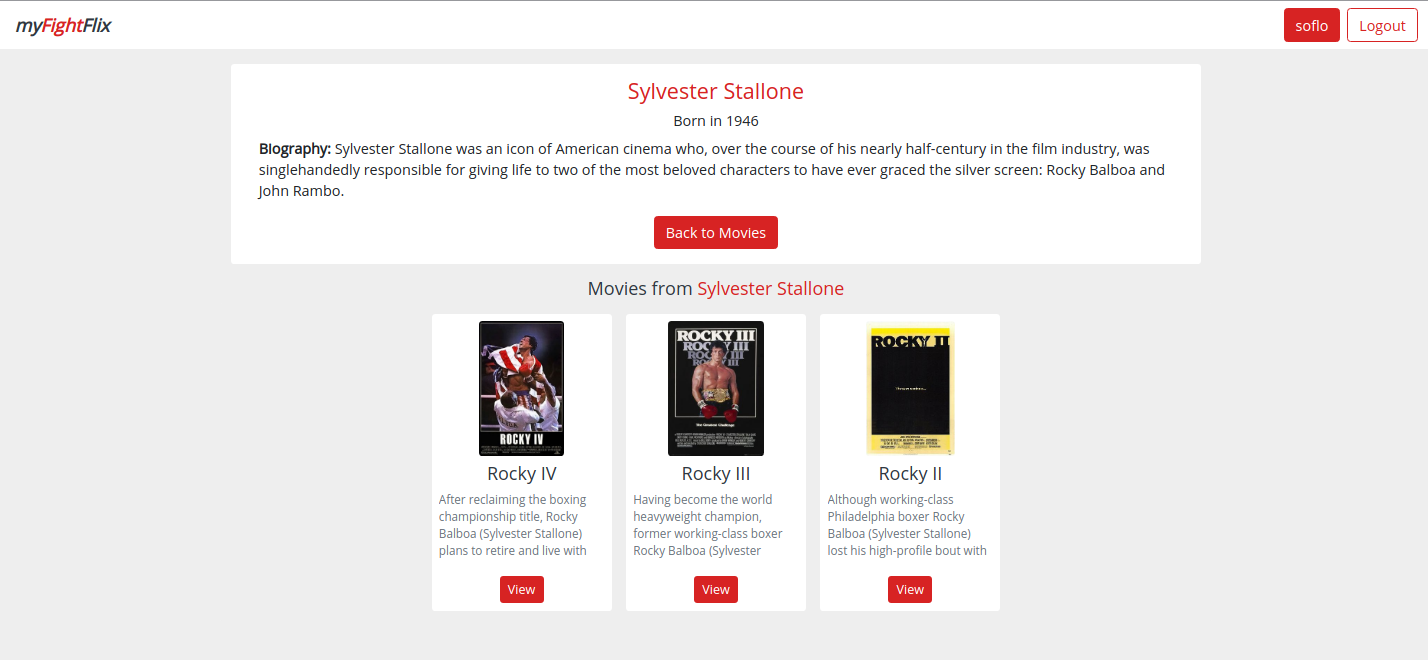 myFightFlix
soflo
Logout
Sylvester Stallone
Born in 1946
Biography: Sylvester Stallone was an icon of American cinema who, over the course of his nearly half-century in the film industry, was
singlehandedly responsible for giving life to two of the most beloved characters to have ever graced the silver screen: Rocky Balboa and
John Rambo.
Back to Movies
Movies from Sylvester Stallone
ROCKY IV
ROCKY III
ROCKY II
Rocky IV
Rocky III
Rocky II
After reclaiming the boxing
championship title, Rocky
Balboa (Sylvester Stallone)
plans to retire and live with
Having become the world
heavyweight champion,
former working-class boxer
Rocky Balboa (Sylvester
Although working-class
Philadelphia boxer Rocky
Balboa (Sylvester Stallone)
lost his high-profile bout with
View
View
View